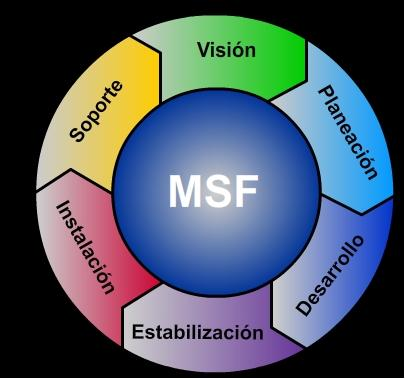 Visión
Planeación
Desarrollo
Estabilización
Instalación
Soporte
MSF